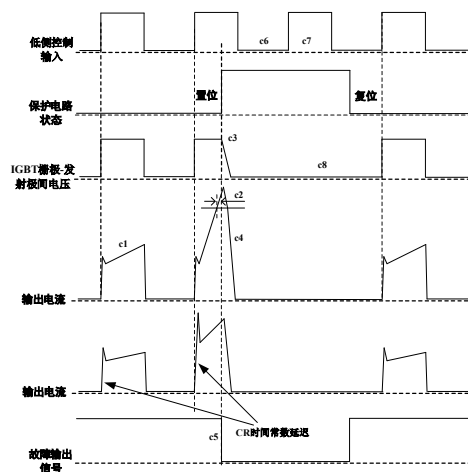 低侧控制
输入
c6
c7
保护电路
状态
置位
复位
c3
IGBT栅极-发
射极间电压
c8
c2
c1
c4
输出电流
输出电流
CR时间常数延迟
c5
故障输出
信号